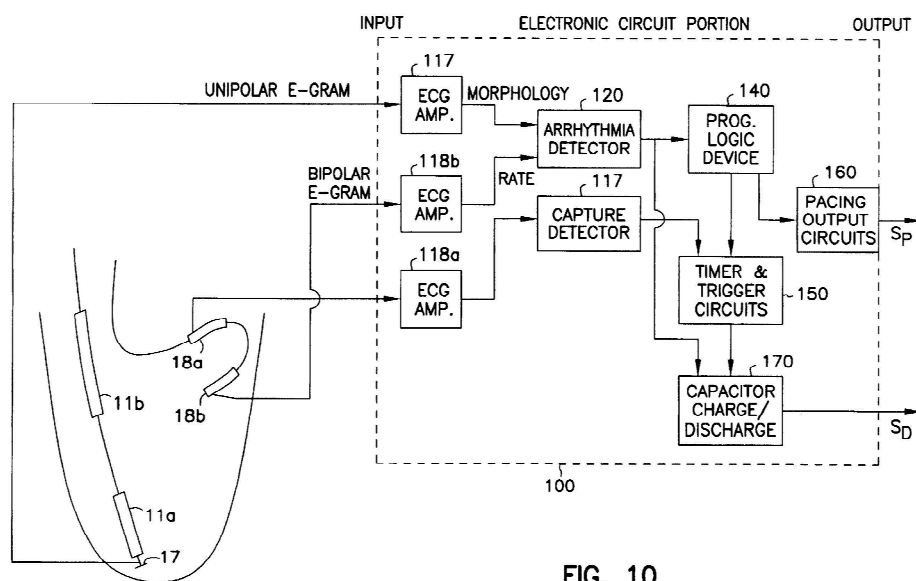 INPUT
ELECTRONIC CIRCUIT PORTION
OUTPUT
UNIPOLAR E-GRAM
117
ECG
AMP.
MORPHOLOGY
120
ARRHYTHMIA
DETECTOR
140
PROG.
LOGIC
DEVICE
BIPOLAR
E-GRAM
118b
ECG
AMP.
RATE
117
CAPTURE
DETECTOR
160
PACING
OUTPUT
CIRCUITS
SP
118a
ECG
AMP.
TIMER &
TRIGGER
CIRCUITS
150
18a
18b
11b
170
CAPACITOR
CHARGE/
DISCHARGE
SD
100
11a
17
FIG. 10